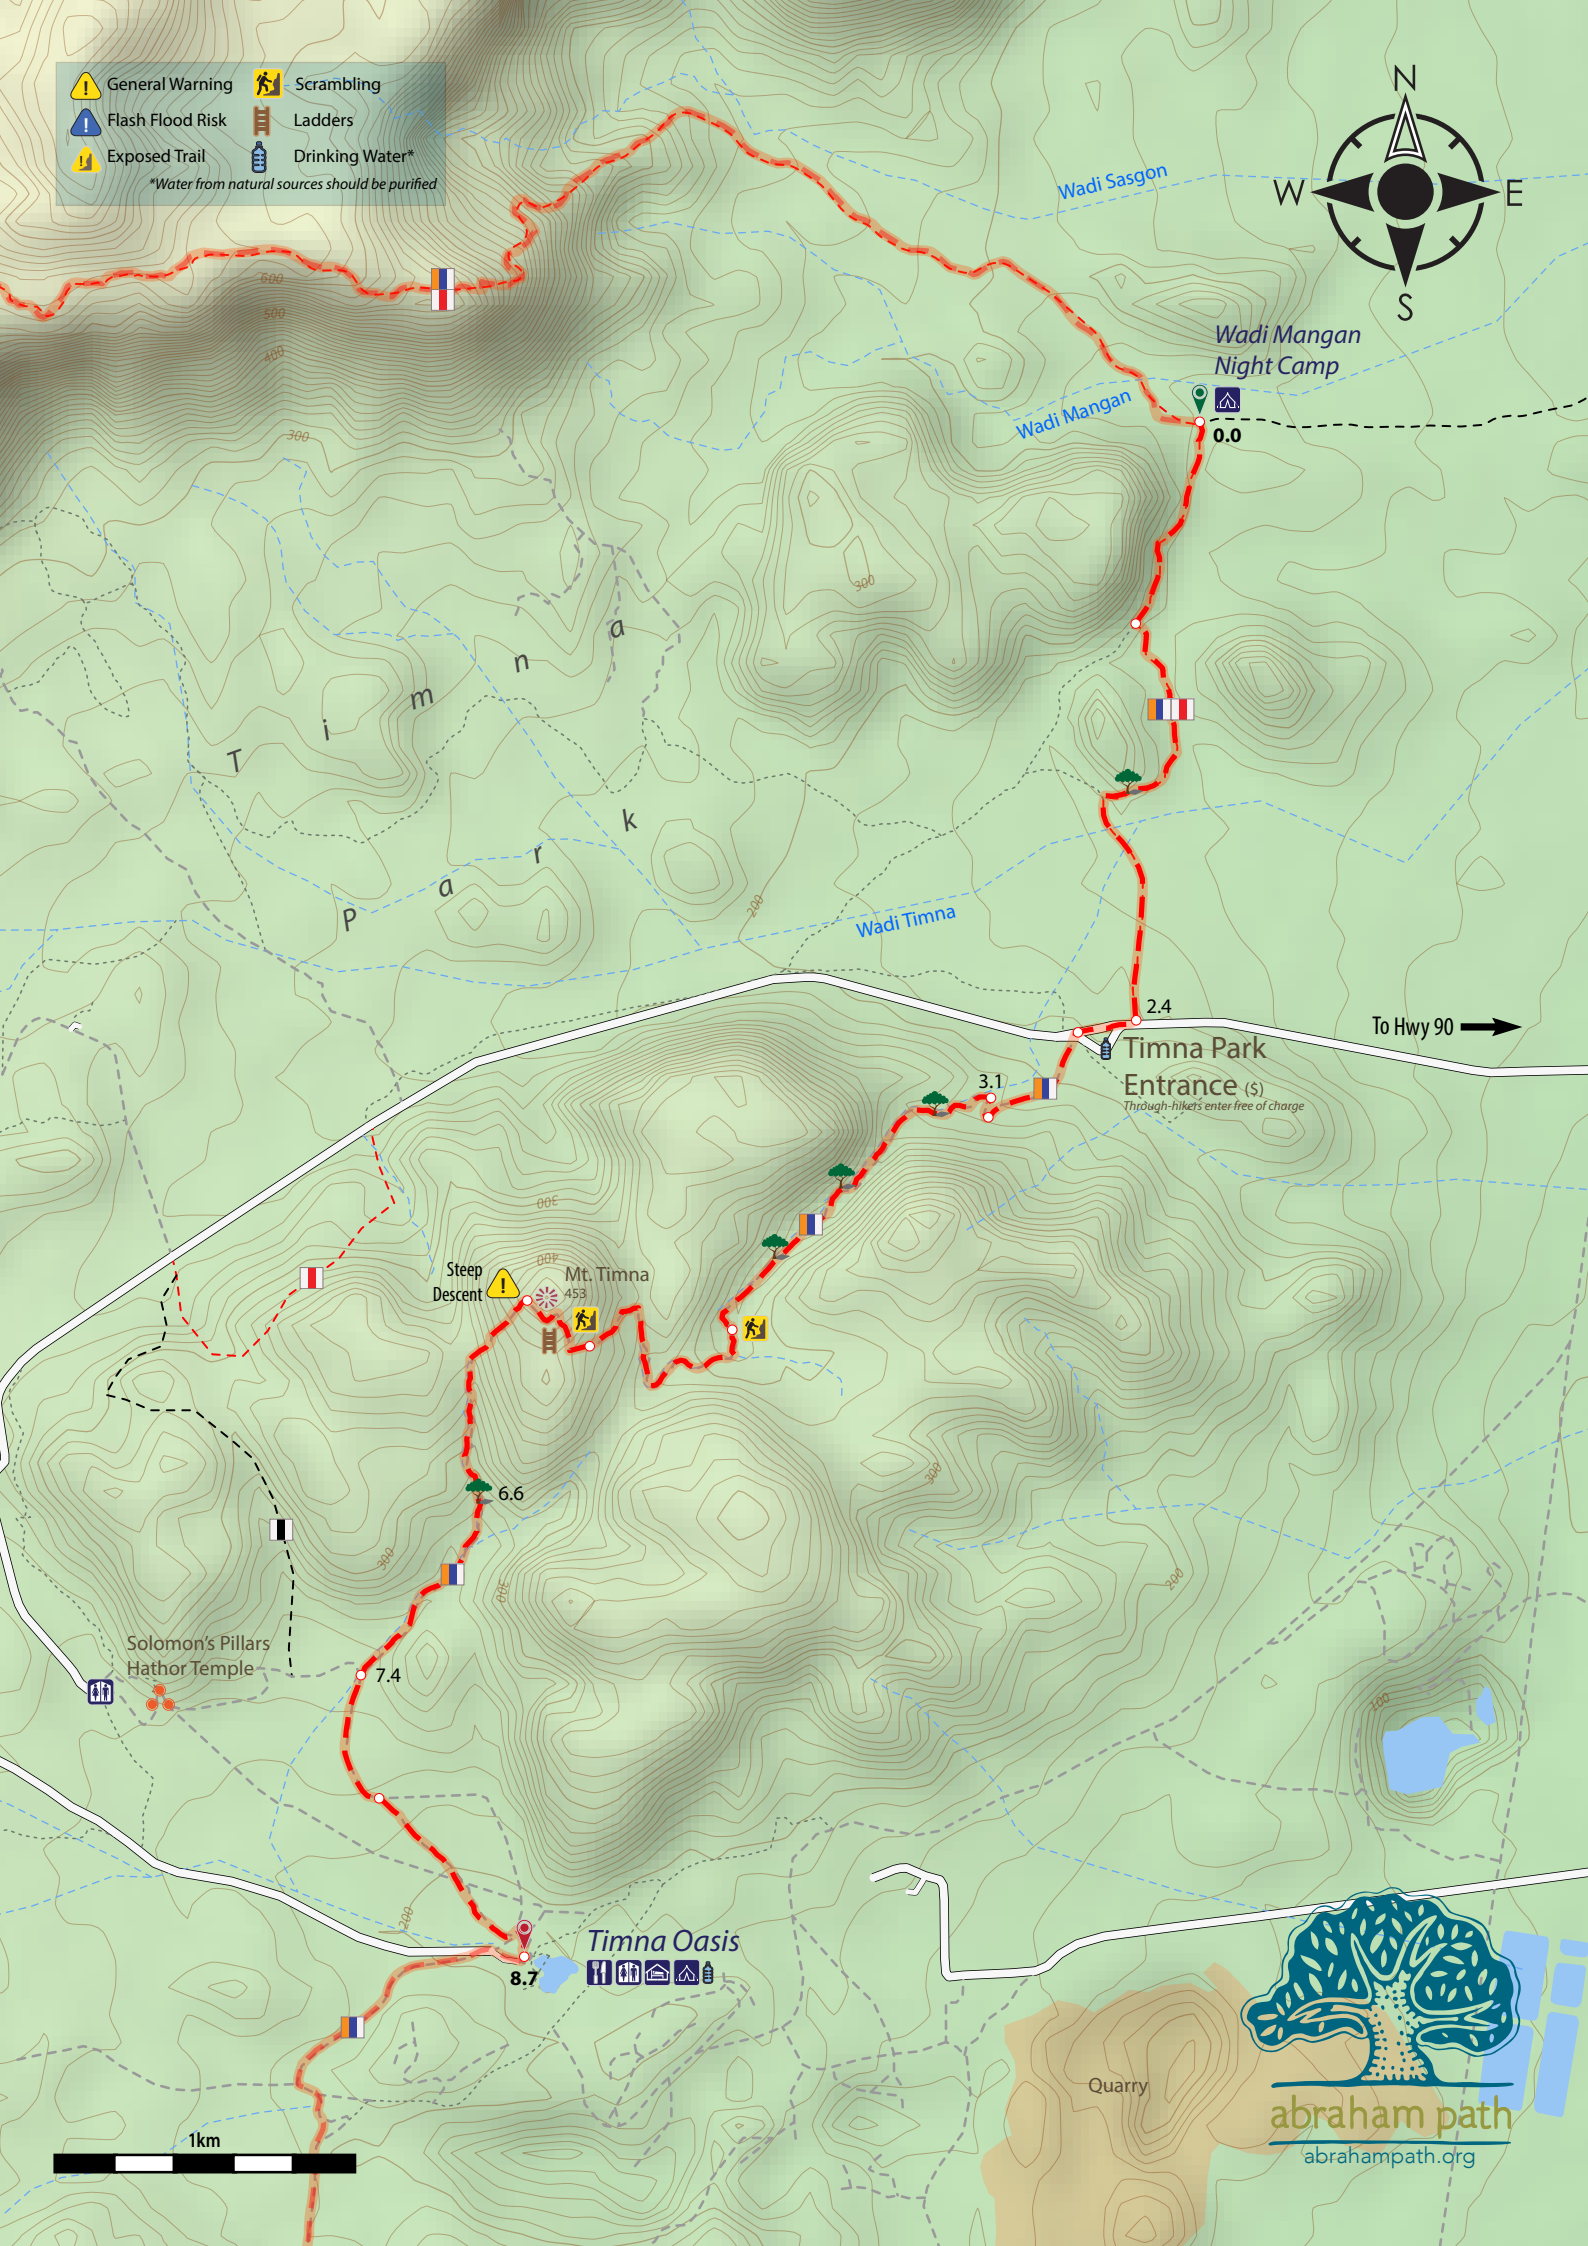 General Warning
Scrambling
Flash Flood Risk
Ladders
Exposed Trail
Drinking Water*
*Water from natural sources should be purified
N
W
E
S
Wadi Sasgon
600
500
400
300
Wadi Mangan
Night Camp
Wadi Mangan
0.0
300
Timna
Park
200
Wadi Timna
2.4
To Hwy 90
Timna Park
Entrance ($)
Through-hikers enter free of charge
3.1
300
400
Steep
Descent
Mt. Timna
453
6.6
300
300
300
200
Solomon's Pillars
Hathor Temple
7.4
100
200
Timna Oasis
8.7
Quarry
1km
abraham path
abrahampath.org